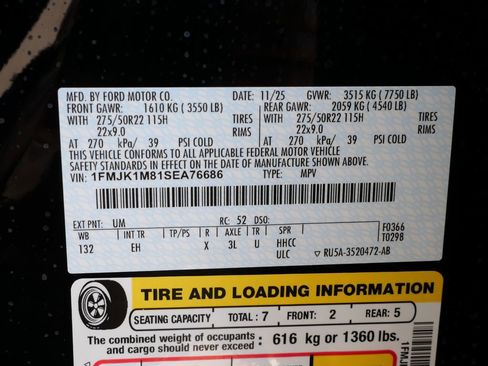 MFD. BY FORD MOTOR CO. DATE: 11/25 GVWR: 3515 KG ( 7750 LB)
FRONT GAWR: 1610 KG ( 3550 LB) REAR GAWR: 2059 KG ( 4540 LB)
WITH 275/50R22 115H TIRES WITH 275/50R22 115H TIRES
22x9.0 RIMS 22x9.0 RIMS
AT 270 kPa/ 39 PSI COLD AT 270 kPa/ 39 PSI COLD
THIS VEHICLE CONFORMS TO ALL APPLICABLE FEDERAL MOTOR VEHICLE
SAFETY STANDARDS IN EFFECT ON THE DATE OF MANUFACTURE SHOWN ABOVE.
VIN: 1FMJK1M81SEA76686 TYPE: MPV
EXT PNT: UM RC: 52 DSO: F0366
WB INT TR TP/PS R AXLE TR SPR T0298
132 EH X 3L U HHCC
ULC RU5A-3520472-AB
TIRE AND LOADING INFORMATION
SEATING CAPACITY TOTAL : 7 FRONT: 2 REAR: 5
The combined weight of occupants and cargo should never exceed : 616 kg or 1360 lbs.
1FMJ